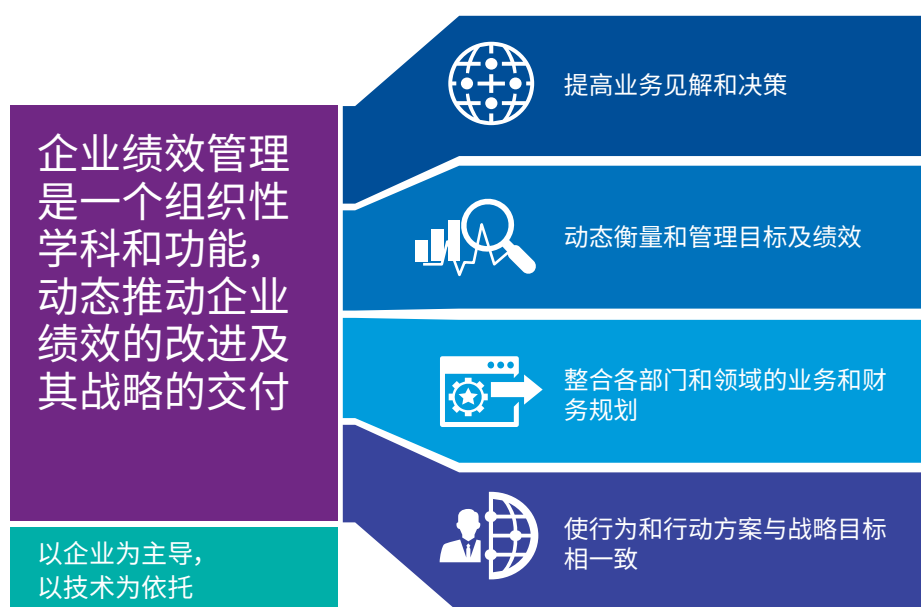 企业绩效管理
是一个组织性
学科和功能，
动态推动企业
绩效的改进及
其战略的交付
以企业为主导，
以技术为依托
提高业务见解和决策
动态衡量和管理目标及绩效
整合各部门和领域的业务和财
务规划
使行为和行动方案与战略目标
相一致